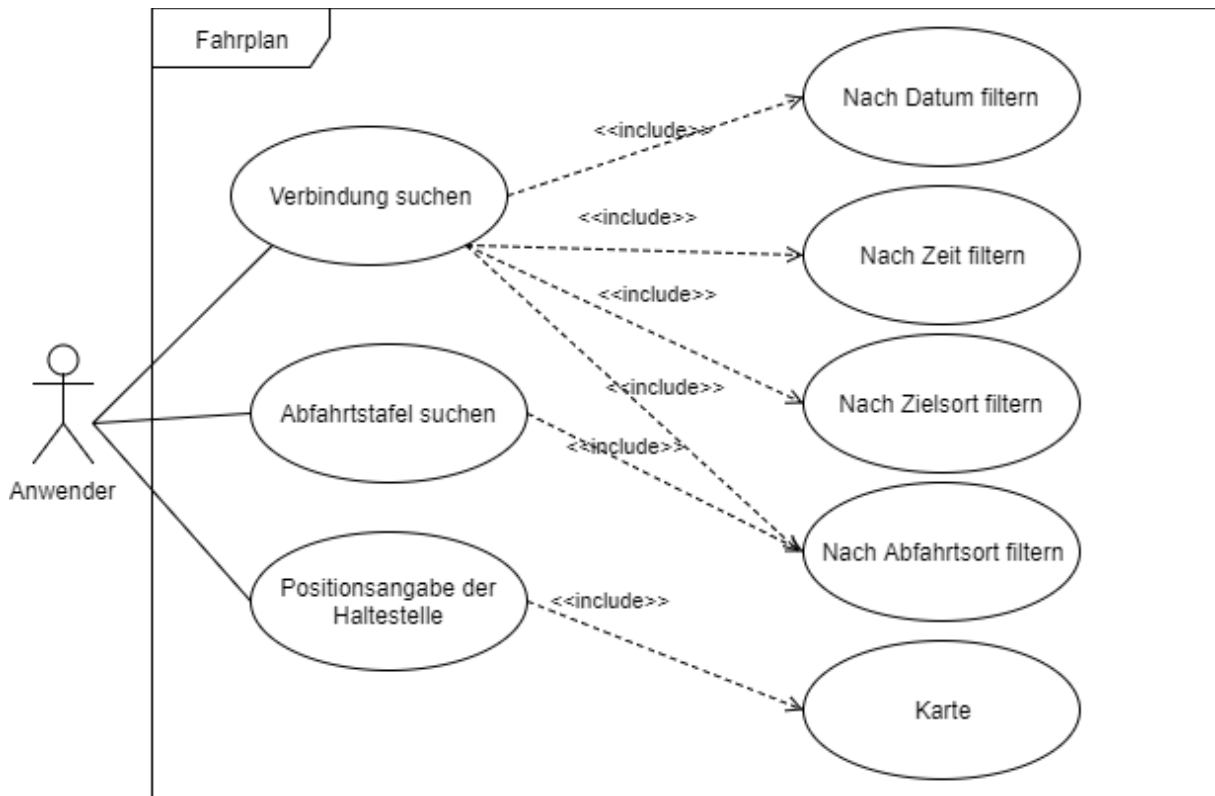 Fahrplan
Nach Datum filtern
<<include>>
Verbindung suchen
<<include>>
Nach Zeit filtern
<<include>>
<<include>>
Nach Zielsort filtern
Abfahrtstafel suchen
<<include>>
Anwender
Nach Abfahrtsort filtern
Positionsangabe der
Haltestelle
<<include>>
Karte